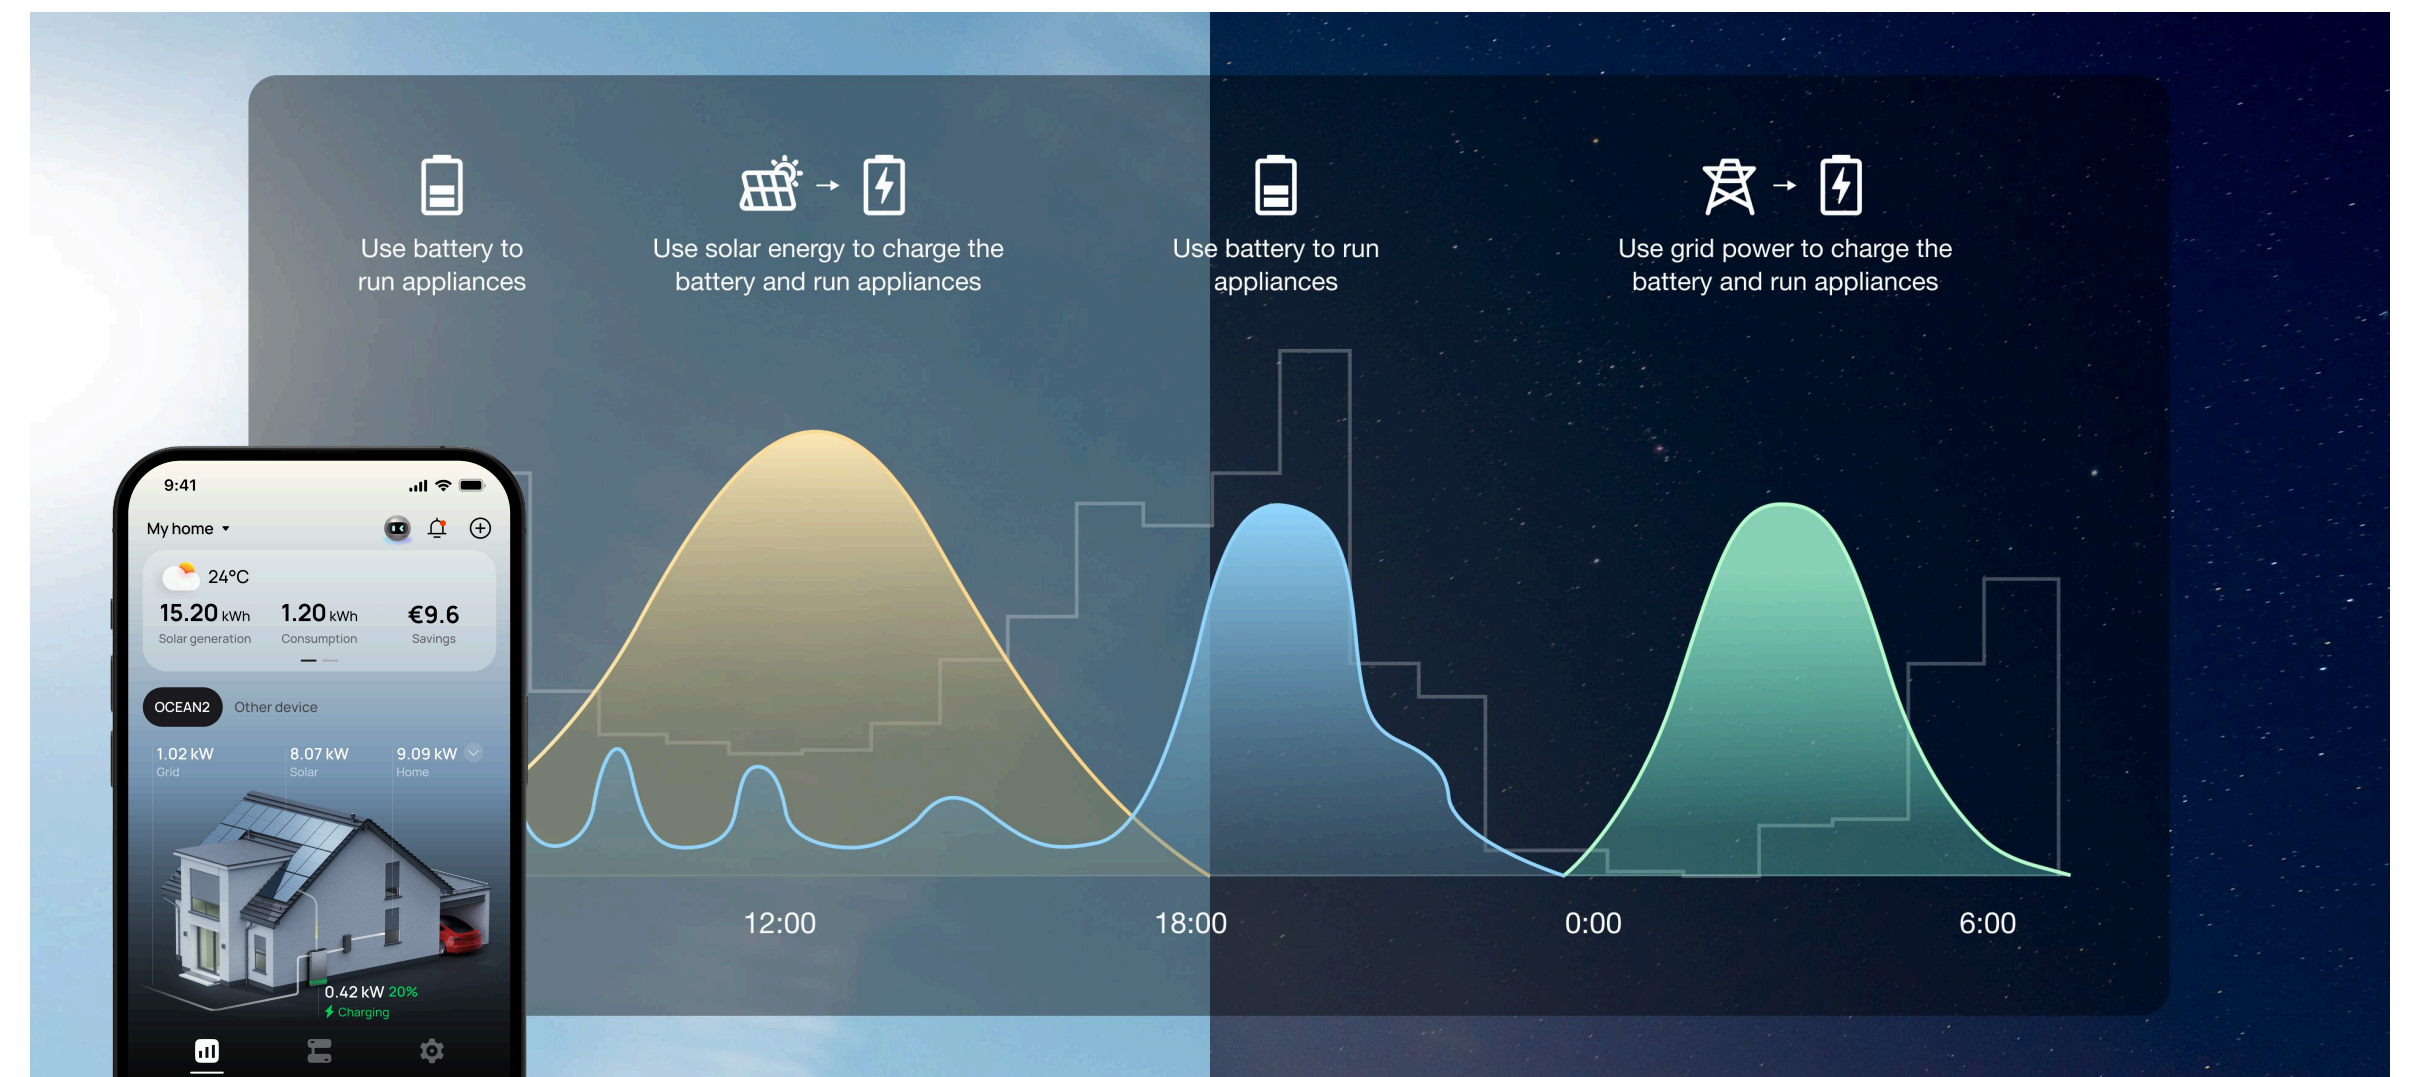 Use battery to
run appliances
Use solar energy to charge the
battery and run appliances
Use battery to run
appliances
Use grid power to charge the
battery and run appliances
9:41
My home
24°C
15.20 kWh
Solar generation
1.20 kWh
Consumption
€9.6
Savings
OCEAN2
Other device
1.02 kW
Grid
8.07 kW
Solar
9.09 kW
Home
0.42 kW 20%
Charging
12:00
18:00
0:00
6:00